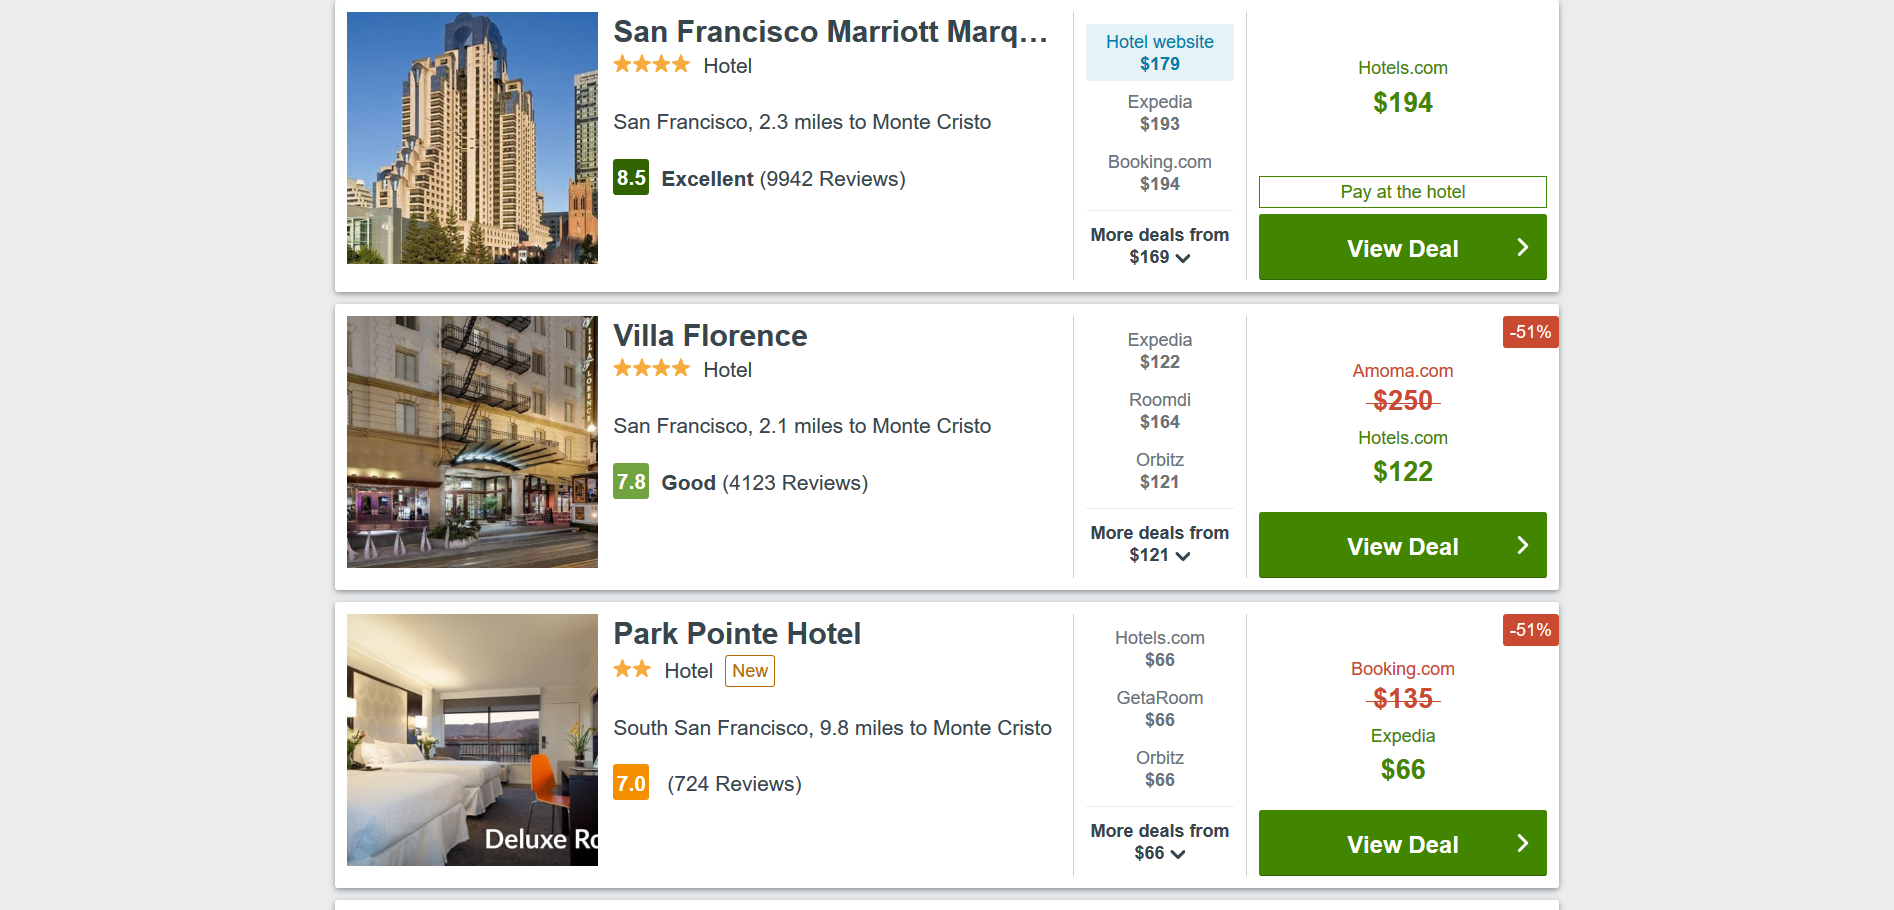 San Francisco Marriott Marq...
Hotel
San Francisco, 2.3 miles to Monte Cristo
8.5 Excellent (9942 Reviews)
Hotel website
$179
Expedia
$193
Booking.com
$194
More deals from
$169
Hotels.com
$194
Pay at the hotel
View Deal
VILLA FLORENCE
Villa Florence
Hotel
San Francisco, 2.1 miles to Monte Cristo
7.8 Good (4123 Reviews)
Expedia
$122
Roomdi
$164
Orbitz
$121
More deals from
$121
-51%
Amoma.com
$250
Hotels.com
$122
View Deal
Deluxe Ro
Park Pointe Hotel
Hotel New
South San Francisco, 9.8 miles to Monte Cristo
7.0 (724 Reviews)
Hotels.com
$66
GetaRoom
$66
Orbitz
$66
More deals from
$66
-51%
Booking.com
$135
Expedia
$66
View Deal